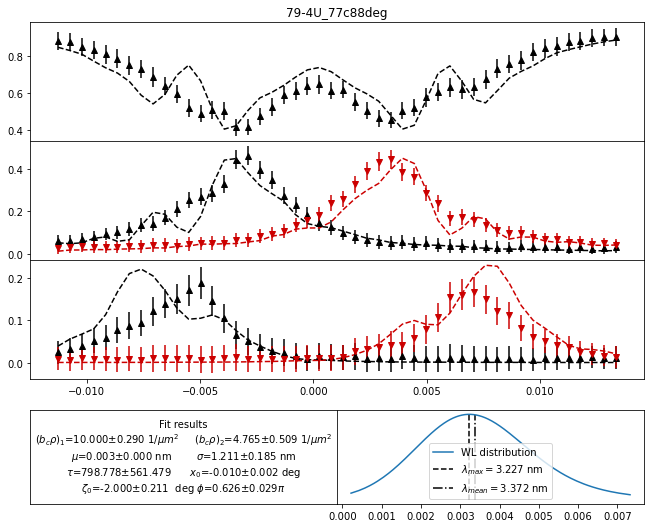 79-4U_77c88deg
0.8
0.6
0.4
0.4
0.2
0.0
0.2
0.1
0.0
−0.010 −0.005 0.000 0.005 0.010
Fit results
(b_cρ)_1=10.000±0.290 1/μm^2 (b_cρ)_2=4.765±0.509 1/μm^2
μ=0.003±0.000 nm σ=1.211±0.185 nm
τ=798.778±561.479 x_0=-0.010±0.002 deg
ζ_0=-2.000±0.211 deg ϕ=0.626±0.029π
WL distribution
λ_max = 3.227 nm
λ_mean = 3.372 nm
0.000 0.001 0.002 0.003 0.004 0.005 0.006 0.007